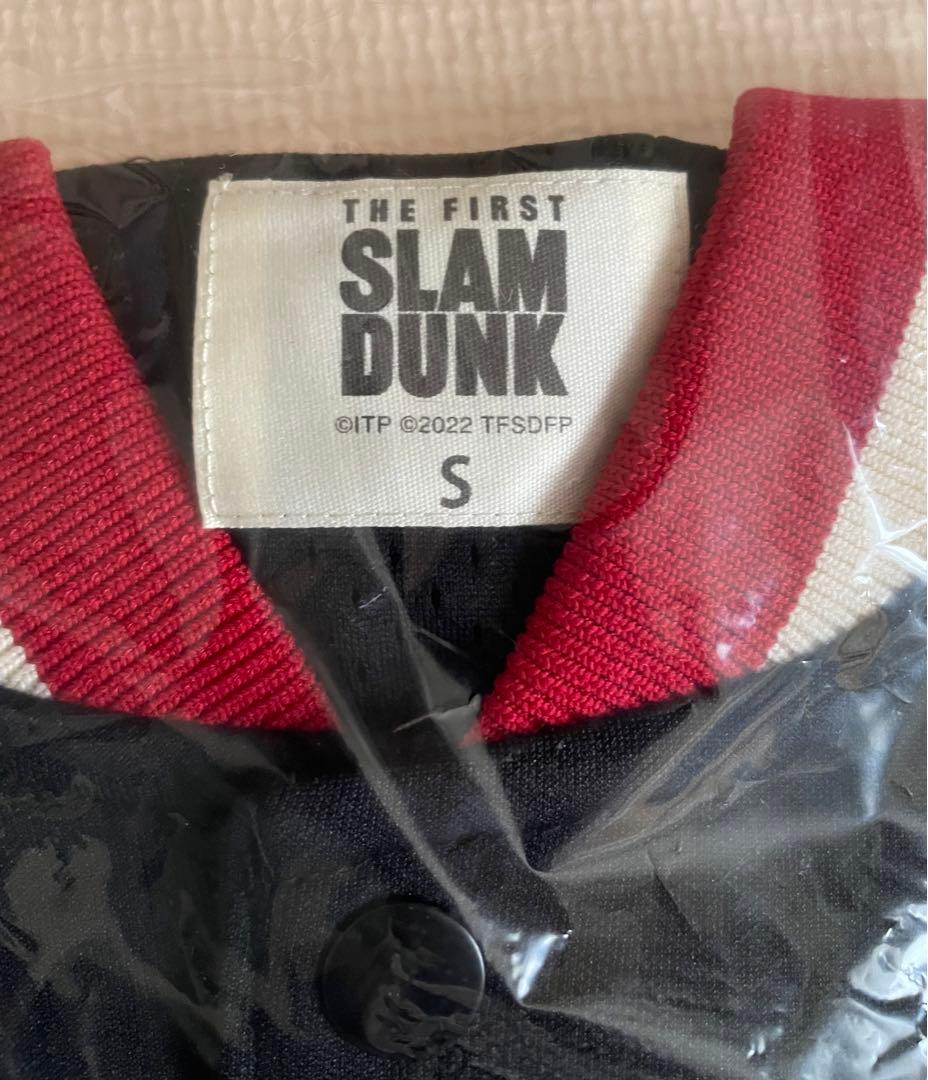 THE FIRST
SLAM
DUNK
©ITP ©2022 TFSDFP
S